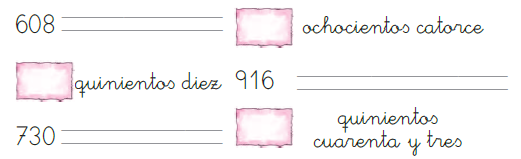 608
ochocientos catorce
quinientos diez
916
730
quinientos
cuarenta y tres